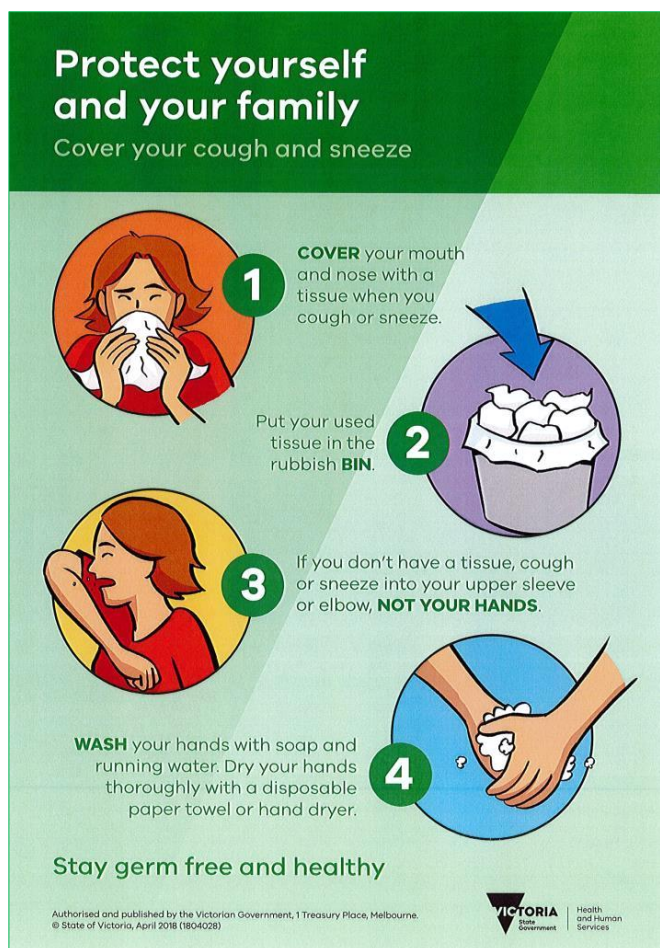 Protect yourself
and your family
Cover your cough and sneeze
1
COVER your mouth
and nose with a
tissue when you
cough or sneeze.
Put your used
tissue in the
rubbish BIN.
2
3
If you don't have a tissue, cough
or sneeze into your upper sleeve
or elbow, NOT YOUR HANDS.
WASH your hands with soap and
running water. Dry your hands
thoroughly with a disposable
paper towel or hand dryer.
4
Stay germ free and healthy
Authorised and published by the Victorian Government, 1 Treasury Place, Melbourne.
© State of Victoria, April 2018 (1804028)
VICTORIA
State
Government
Health
and Human
Services